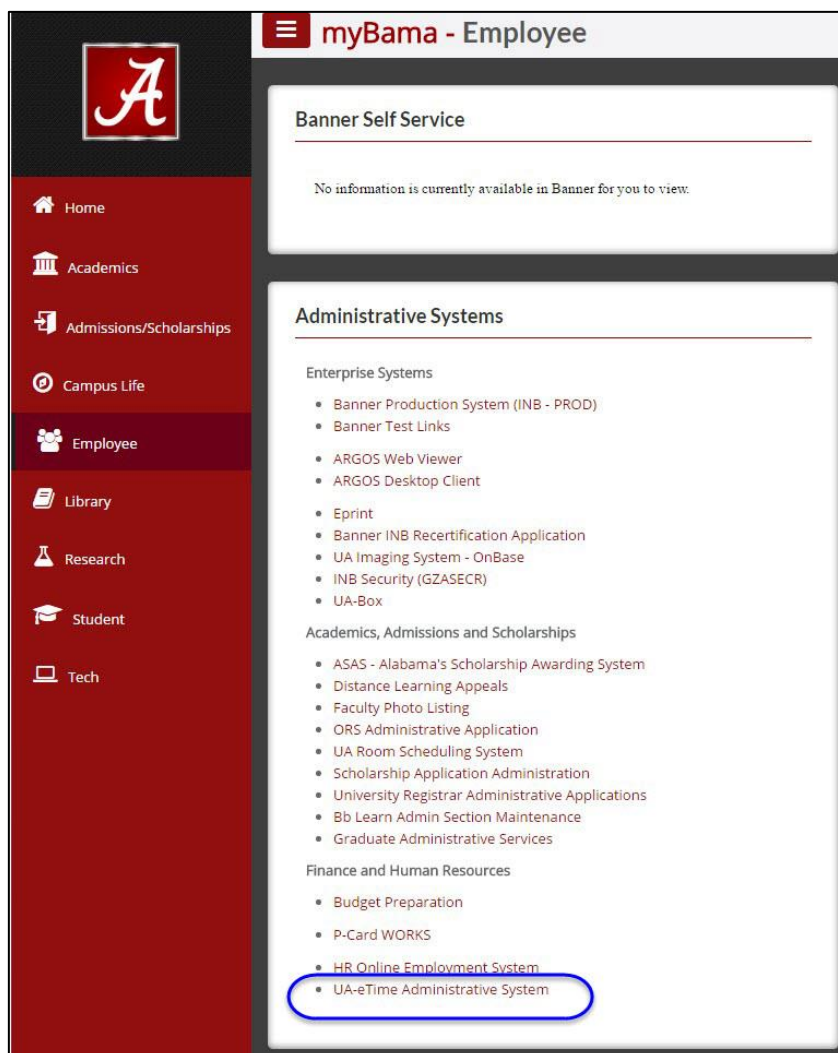 A
myBama - Employee
Home
Academics
Admissions/Scholarships
Campus Life
Employee
Library
Research
Student
Tech
Banner Self Service
No information is currently available in Banner for you to view.
Administrative Systems
Enterprise Systems
Banner Production System (INB - PROD)
Banner Test Links
ARGOS Web Viewer
ARGOS Desktop Client
Eprint
Banner INB Recertification Application
UA Imaging System - OnBase
INB Security (GZASECR)
UA-Box
Academics, Admissions and Scholarships
ASAS - Alabama's Scholarship Awarding System
Distance Learning Appeals
Faculty Photo Listing
ORS Administrative Application
UA Room Scheduling System
Scholarship Application Administration
University Registrar Administrative Applications
Bb Learn Admin Section Maintenance
Graduate Administrative Services
Finance and Human Resources
Budget Preparation
P-Card WORKS
HR Online Employment System
UA-eTime Administrative System